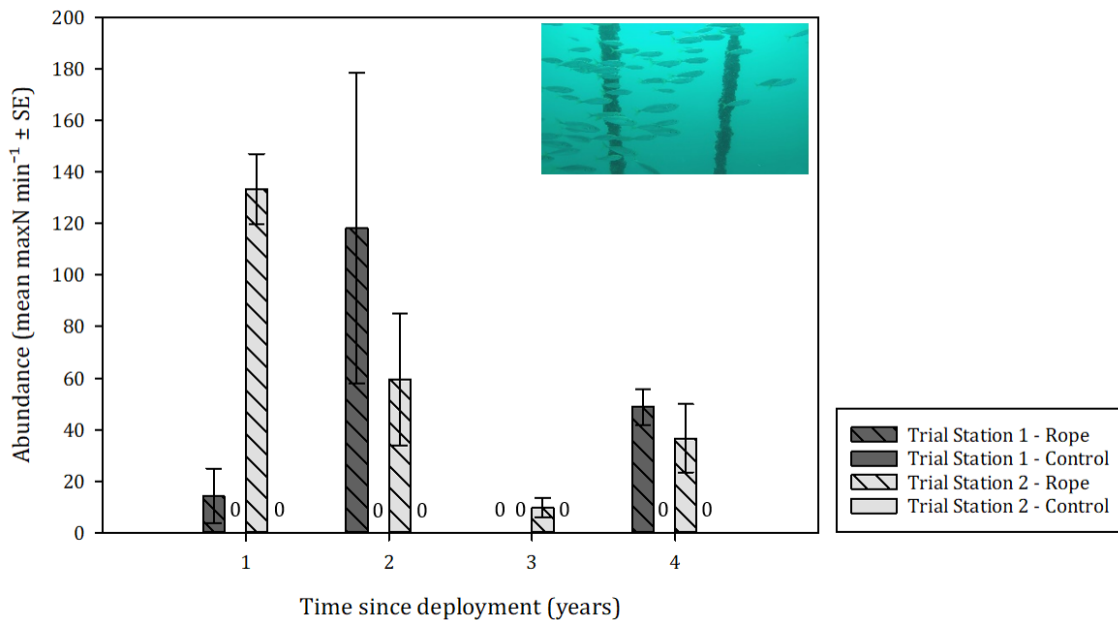 Abundance (mean maxN min⁻¹ ± SE)
200
180
160
140
120
100
80
60
40
20
0
0 0 0 0 0 0 0 0 0
1 2 3 4
Time since deployment (years)
Trial Station 1 - Rope
Trial Station 1 - Control
Trial Station 2 - Rope
Trial Station 2 - Control